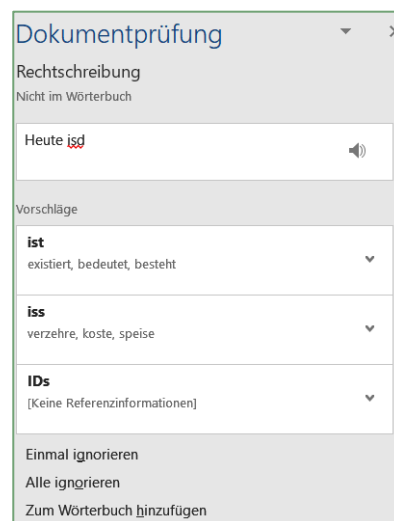 Dokumentprüfung
Rechtschreibung
Nicht im Wörterbuch
Heute isd
Vorschläge
ist
existiert, bedeutet, besteht
iss
verzehre, koste, speise
IDs
[Keine Referenzinformationen]
Einmal ignorieren
Alle ignorieren
Zum Wörterbuch hinzufügen